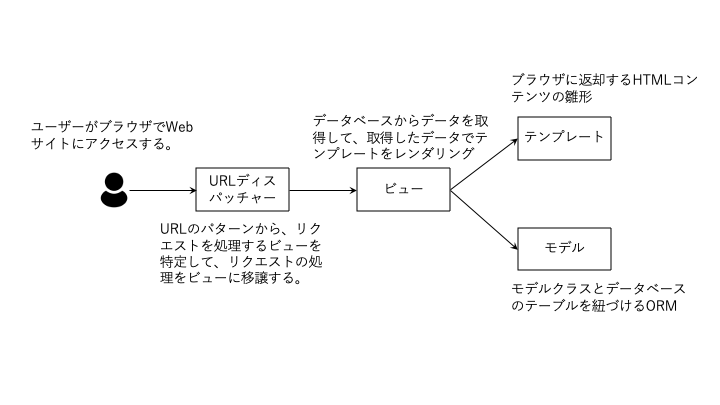 ユーザーがブラウザでWeb
サイトにアクセスする。
URLディス
パッチャー
URLのパターンから、リク
エストを処理するビューを
特定して、リクエストの処
理をビューに移譲する。
データベースからデータを取
得して、取得したデータでテ
ンプレートをレンダリング
ビュー
ブラウザに返却するHTMLコン
テンツの雛形
テンプレート
モデル
モデルクラスとデータベース
のテーブルを紐づけるORM